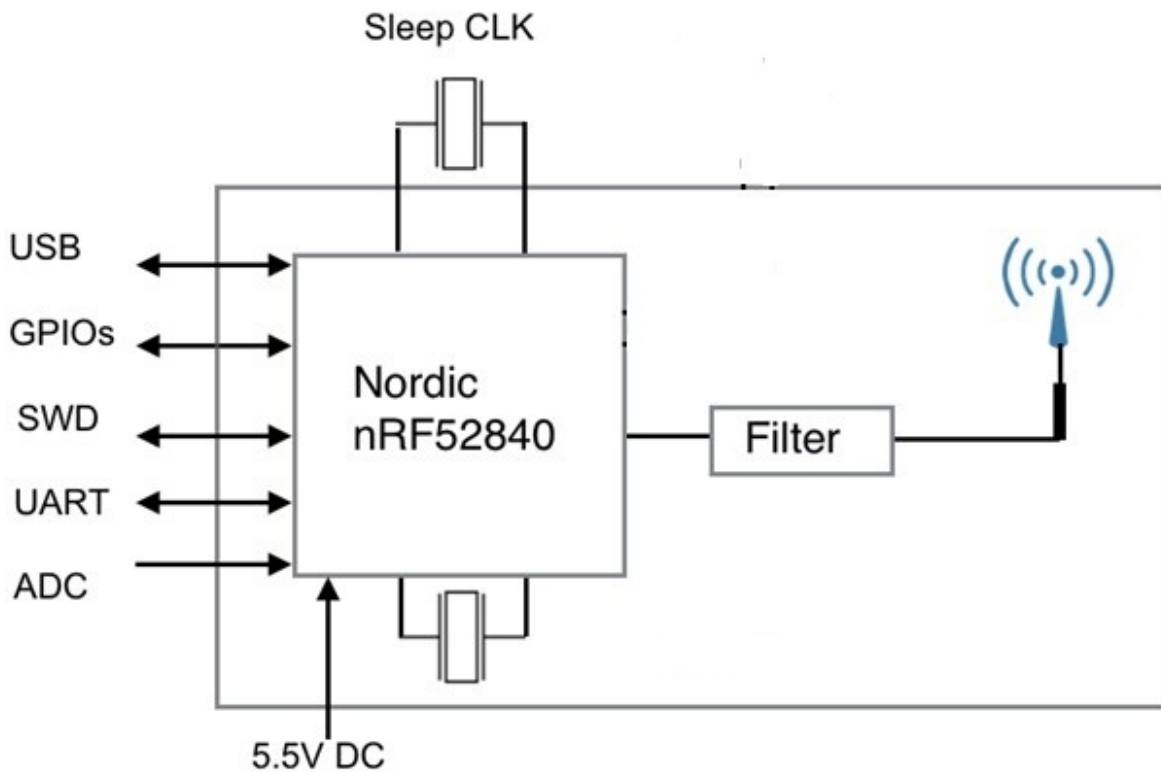 Sleep CLK
USB
GPIOs
SWD
UART
ADC
Nordic
nRF52840
Filter
5.5V DC